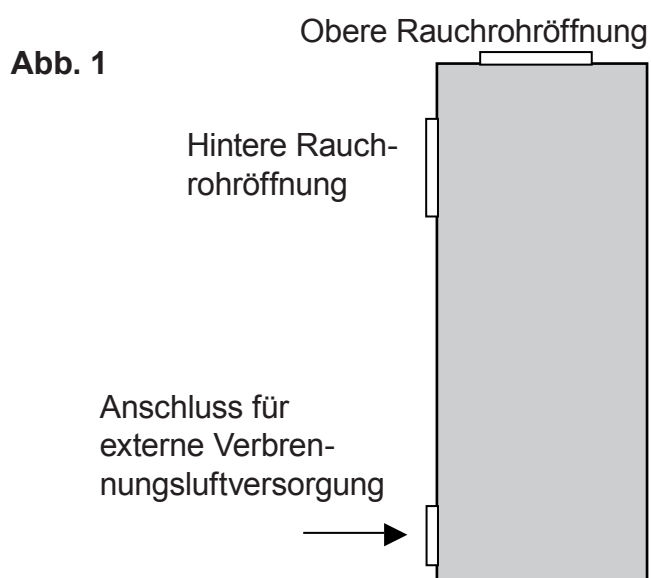 Obere Rauchrohröffnung
Abb. 1
Hintere Rauch-
rohröffnung
Anschluss für
externe Verbren-
nungsluftversorgung